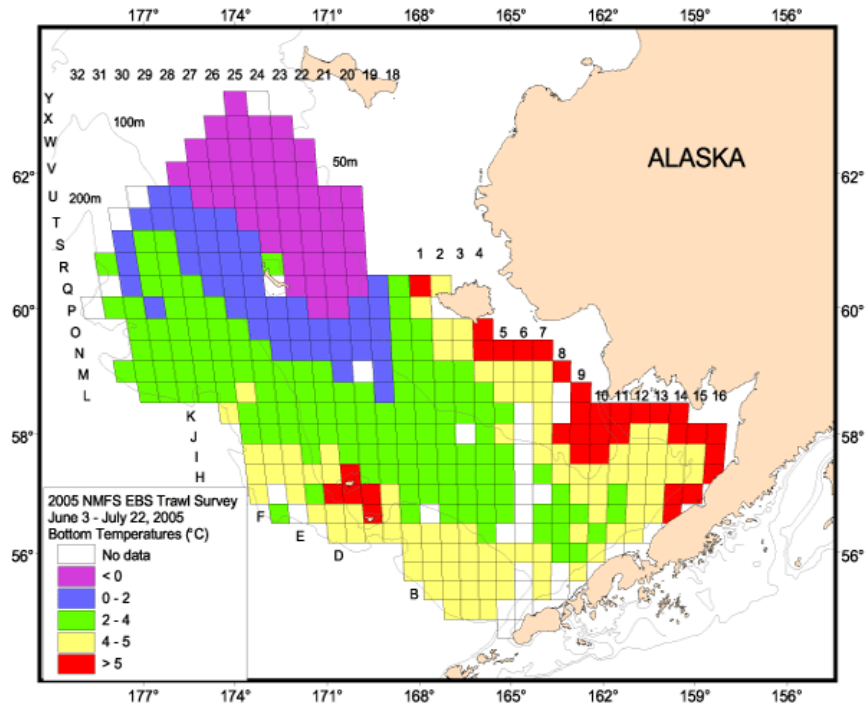 177° 174° 171° 168° 165° 162° 159° 156°
32 31 30 29 28 27 26 25 24 23 22 21 20 19 18
Y
X
100m
W
ALASKA
V
50m
62°
62°
U
200m
T
S
1 2 3 4
R
Q
P
60°
60°
O
5 6 7
N
8
M
9
L
10 11 12 13 14 15 16
K
58°
58°
J
I
H
2005 NMFS EBS Trawl Survey
June 3 - July 22, 2005
Bottom Temperatures (°C)
No data
< 0
0 - 2
2 - 4
4 - 5
> 5
F
E
D
56°
56°
B
177° 174° 171° 168° 165° 162° 159° 156°